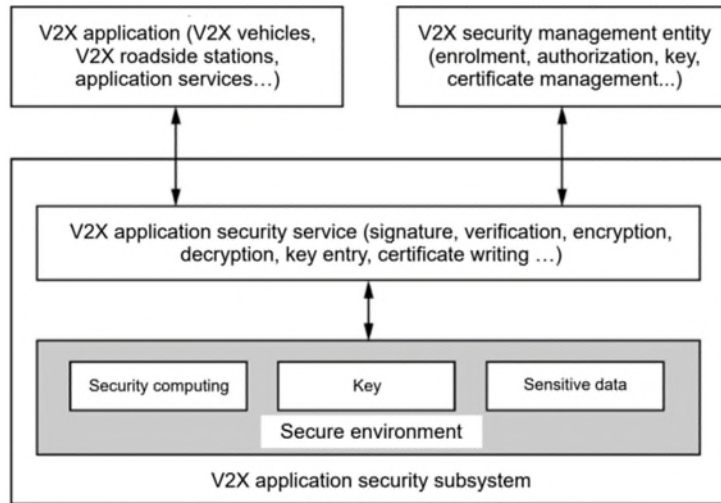 V2X application (V2X vehicles,
V2X roadside stations,
application services…)
V2X security management entity
(enrolment, authorization, key,
certificate management...)
V2X application security service (signature, verification, encryption,
decryption, key entry, certificate writing …)
Security computing
Key
Sensitive data
Secure environment
V2X application security subsystem